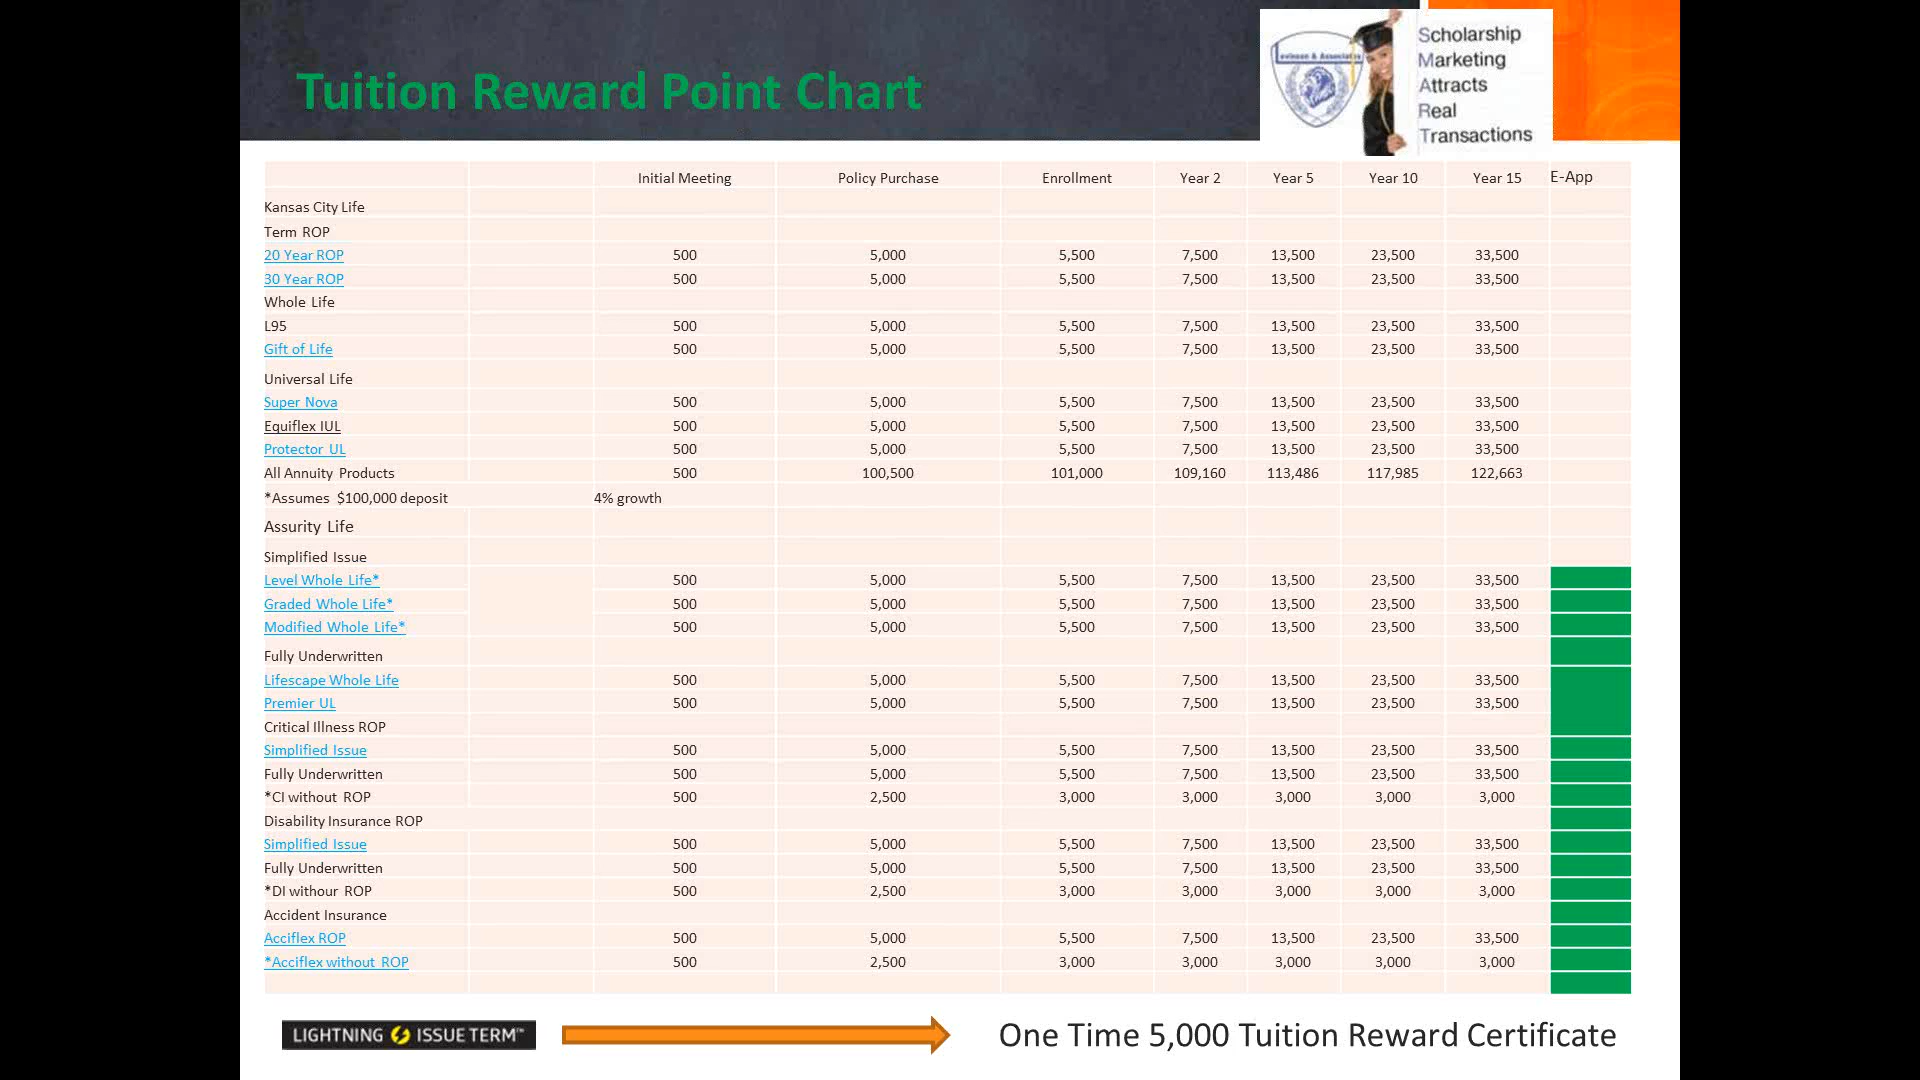 Tuition Reward Point Chart
Levinson & Associates
Scholarship
Marketing
Attracts
Real
Transactions
Initial Meeting Policy Purchase Enrollment Year 2 Year 5 Year 10 Year 15 E-App
Kansas City Life
Term ROP
20 Year ROP 500 5,000 5,500 7,500 13,500 23,500 33,500
30 Year ROP 500 5,000 5,500 7,500 13,500 23,500 33,500
Whole Life
L95 500 5,000 5,500 7,500 13,500 23,500 33,500
Gift of Life 500 5,000 5,500 7,500 13,500 23,500 33,500
Universal Life
Super Nova 500 5,000 5,500 7,500 13,500 23,500 33,500
Equiflex IUL 500 5,000 5,500 7,500 13,500 23,500 33,500
Protector UL 500 5,000 5,500 7,500 13,500 23,500 33,500
All Annuity Products 500 100,500 101,000 109,160 113,486 117,985 122,663
*Assumes $100,000 deposit 4% growth
Assurity Life
Simplified Issue
Level Whole Life* 500 5,000 5,500 7,500 13,500 23,500 33,500
Graded Whole Life* 500 5,000 5,500 7,500 13,500 23,500 33,500
Modified Whole Life* 500 5,000 5,500 7,500 13,500 23,500 33,500
Fully Underwritten
Lifescape Whole Life 500 5,000 5,500 7,500 13,500 23,500 33,500
Premier UL 500 5,000 5,500 7,500 13,500 23,500 33,500
Critical Illness ROP
Simplified Issue 500 5,000 5,500 7,500 13,500 23,500 33,500
Fully Underwritten 500 5,000 5,500 7,500 13,500 23,500 33,500
*CI without ROP 500 2,500 3,000 3,000 3,000 3,000 3,000
Disability Insurance ROP
Simplified Issue 500 5,000 5,500 7,500 13,500 23,500 33,500
Fully Underwritten 500 5,000 5,500 7,500 13,500 23,500 33,500
*DI withour ROP 500 2,500 3,000 3,000 3,000 3,000 3,000
Accident Insurance
Acciflex ROP 500 5,000 5,500 7,500 13,500 23,500 33,500
*Acciflex without ROP 500 2,500 3,000 3,000 3,000 3,000 3,000
LIGHTNING ISSUE TERM™ One Time 5,000 Tuition Reward Certificate